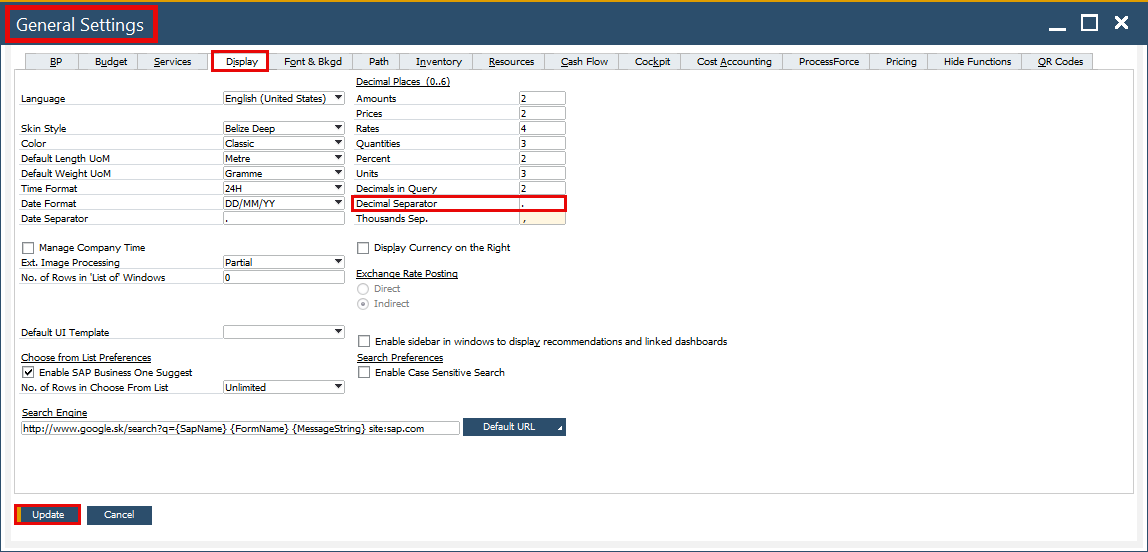 General Settings
BP Budget Services Display Font & Bkgd Path Inventory Resources Cash Flow Cockpit Cost Accounting ProcessForce Pricing Hide Functions QR Codes
Decimal Places (0..6)
Language English (United States) Amounts 2
Prices 2
Skin Style Belize Deep Rates 4
Color Classic Quantities 3
Default Length UoM Metre Percent 2
Default Weight UoM Gramme Units 3
Time Format 24H Decimals in Query 2
Date Format DD/MM/YY Decimal Separator .
Date Separator . Thousands Sep. ,
Manage Company Time Display Currency on the Right
Ext. Image Processing Partial
No. of Rows in 'List of' Windows 0 Exchange Rate Posting
Direct
Indirect
Default UI Template
Enable sidebar in windows to display recommendations and linked dashboards
Choose from List Preferences Search Preferences
Enable SAP Business One Suggest Enable Case Sensitive Search
No. of Rows in Choose From List Unlimited
Search Engine
http://www.google.sk/search?q={SapName} {FormName} {MessageString} site:sap.com Default URL
Update Cancel